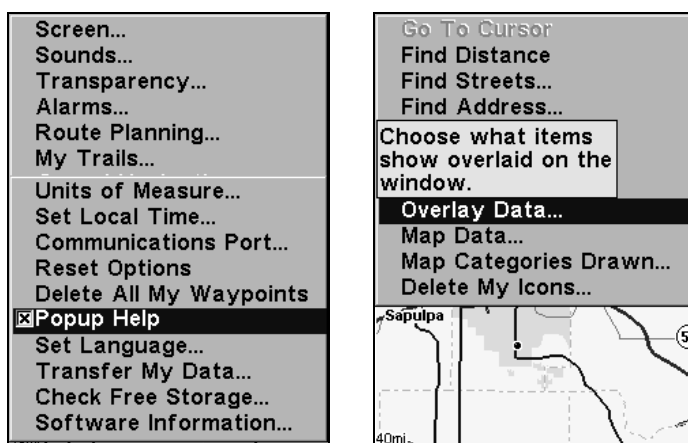 Screen...
Sounds...
Transparency...
Alarms...
Route Planning...
My Trails...
Units of Measure...
Set Local Time...
Communications Port...
Reset Options
Delete All My Waypoints
Popup Help
Set Language...
Transfer My Data...
Check Free Storage...
Software Information...
Go To Cursor
Find Distance
Find Streets...
Find Address...
Choose what items
show overlaid on the
window.
Overlay Data...
Map Data...
Map Categories Drawn...
Delete My Icons...
Sapulpa
5
40mi